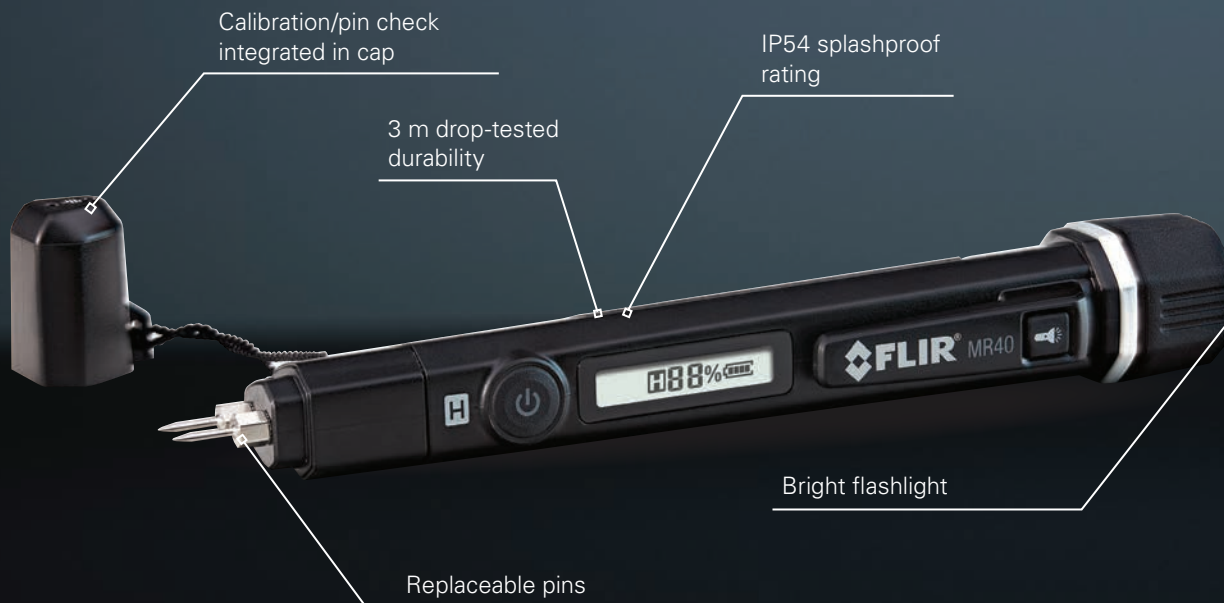 Calibration/pin check
integrated in cap
IP54 splashproof
rating
3 m drop-tested
durability
H
H88%
FLIR® MR40
Bright flashlight
Replaceable pins